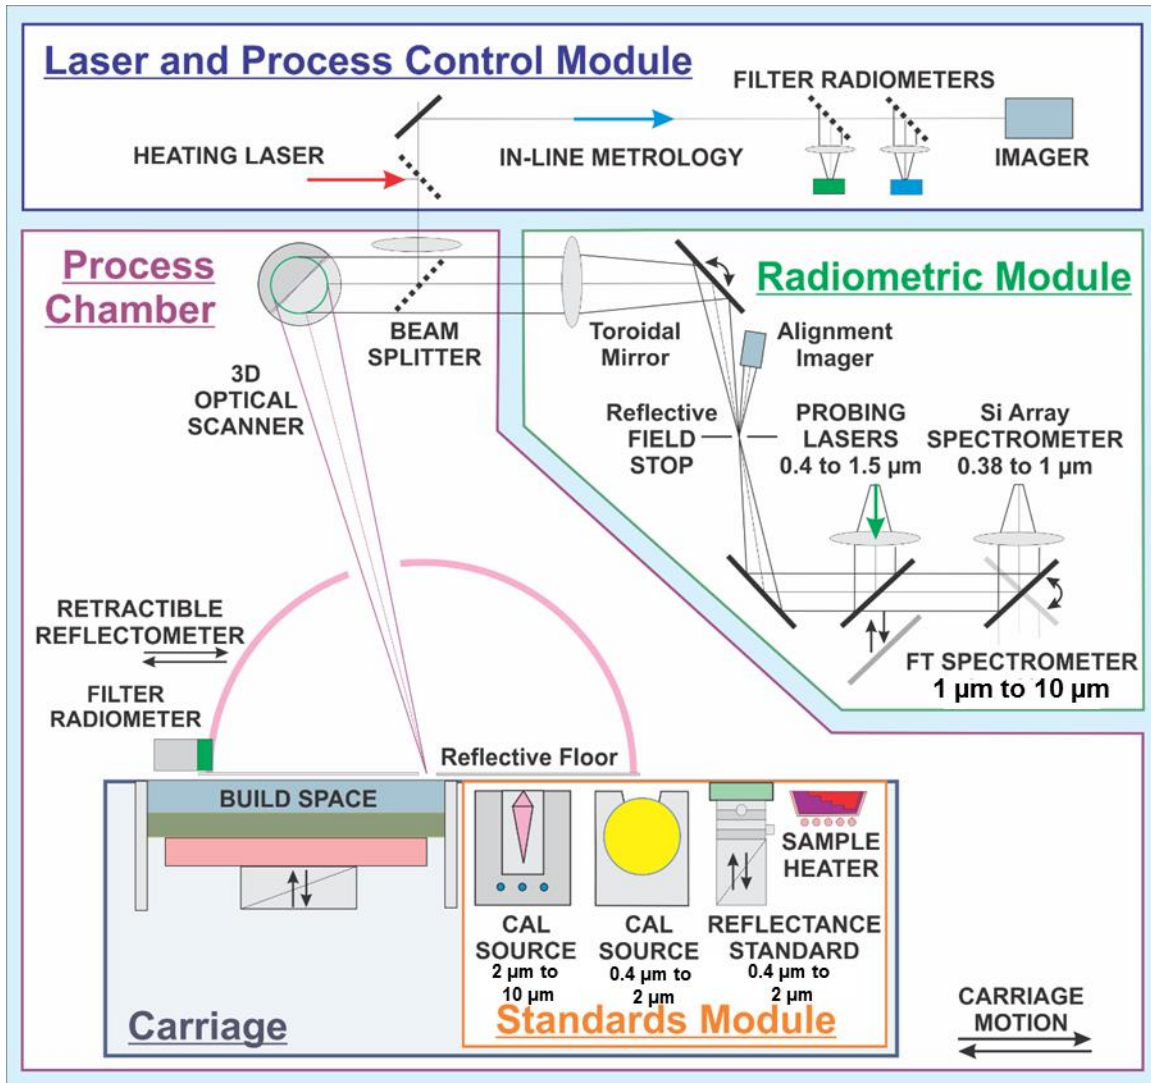 Laser and Process Control Module
FILTER RADIOMETERS
HEATING LASER
IN-LINE METROLOGY
IMAGER
Process
Chamber
BEAM
SPLITTER
3D
OPTICAL
SCANNER
Radiometric Module
Toroidal
Mirror
Alignment
Imager
Reflective
FIELD
STOP
PROBING
LASERS
0.4 to 1.5 µm
Si Array
SPECTROMETER
0.38 to 1 µm
FT SPECTROMETER
1 µm to 10 µm
RETRACTIBLE
REFLECTOMETER
FILTER
RADIOMETER
Reflective Floor
BUILD SPACE
SAMPLE
HEATER
CAL
SOURCE
2 µm to
10 µm
CAL
SOURCE
0.4 µm to
2 µm
REFLECTANCE
STANDARD
0.4 µm to
2 µm
Carriage
Standards Module
CARRIAGE
MOTION